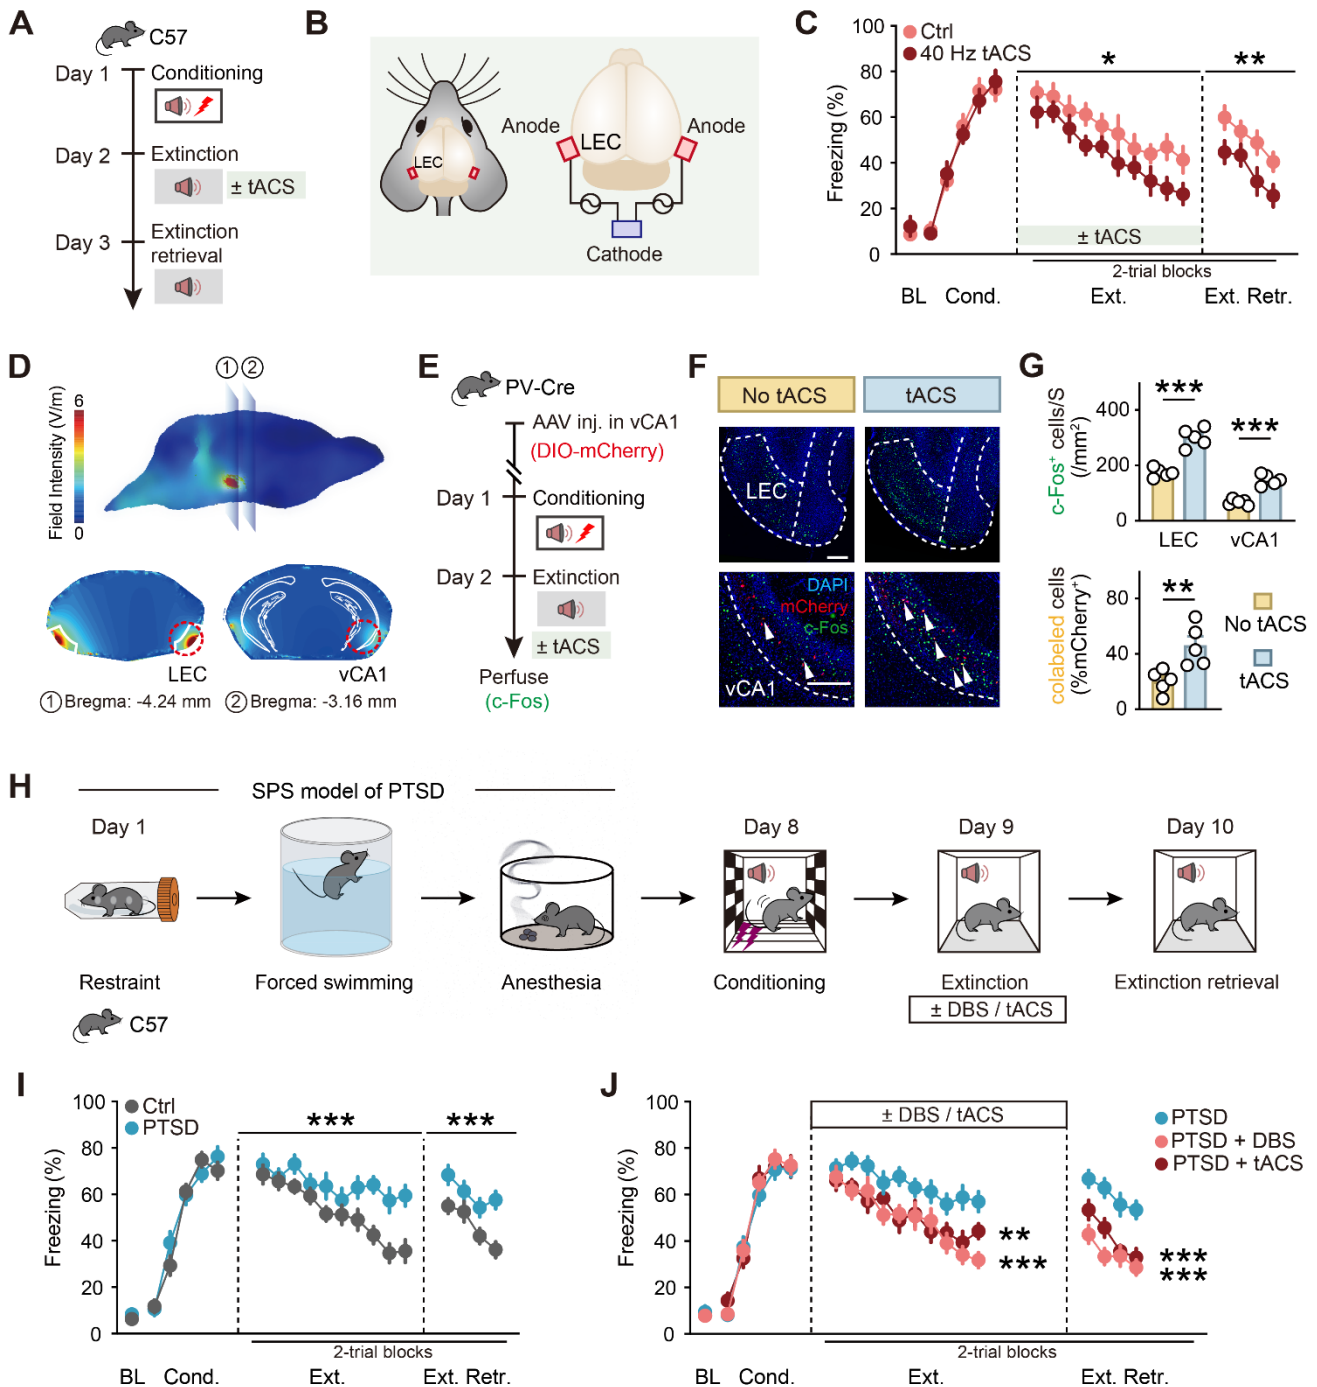 A
C57
Day 1
Conditioning
Day 2
Extinction
± tACS
Day 3
Extinction
retrieval
B
LEC
Anode
LEC
Anode
Cathode
C
Ctrl
40 Hz tACS
*
**
Freezing (%)
100
80
60
40
20
0
± tACS
2-trial blocks
BL
Cond.
Ext.
Ext. Retr.
D
1
2
Field Intensity (V/m)
6
0
LEC
vCA1
1 Bregma: -4.24 mm
2 Bregma: -3.16 mm
E
PV-Cre
AAV inj. in vCA1
(DIO-mCherry)
Day 1
Conditioning
Day 2
Extinction
± tACS
Perfuse
(c-Fos)
F
No tACS
tACS
LEC
DAPI
mCherry
c-Fos
vCA1
G
c-Fos+ cells/S
(/mm2)
400
200
0
***
***
LEC
vCA1
colabeled cells
(%mCherry+)
80
40
0
**
No tACS
tACS
H
SPS model of PTSD
Day 1
Day 8
Day 9
Day 10
Restraint
Forced swimming
Anesthesia
Conditioning
Extinction
Extinction retrieval
± DBS / tACS
C57
I
Ctrl
PTSD
***
***
Freezing (%)
100
80
60
40
20
0
2-trial blocks
BL
Cond.
Ext.
Ext. Retr.
J
± DBS / tACS
PTSD
PTSD + DBS
PTSD + tACS
Freezing (%)
100
80
60
40
20
0
**
***
***
***
2-trial blocks
BL
Cond.
Ext.
Ext. Retr.